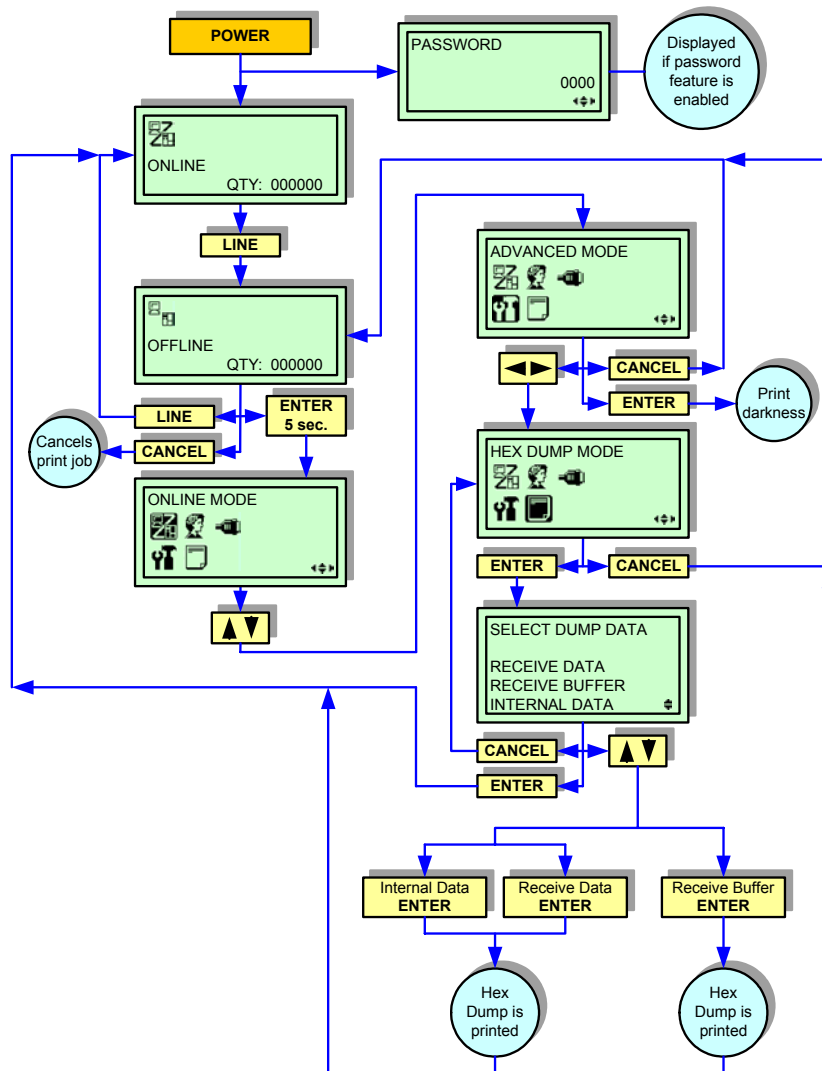 POWER
PASSWORD
0000
Displayed
if password
feature is
enabled
ONLINE
QTY: 000000
LINE
OFFLINE
QTY: 000000
LINE
ENTER
5 sec.
CANCEL
Cancels
print job
ONLINE MODE
ADVANCED MODE
CANCEL
ENTER
Print
darkness
HEX DUMP MODE
ENTER
CANCEL
SELECT DUMP DATA
RECEIVE DATA
RECEIVE BUFFER
INTERNAL DATA
CANCEL
ENTER
Internal Data
ENTER
Receive Data
ENTER
Receive Buffer
ENTER
Hex
Dump is
printed
Hex
Dump is
printed